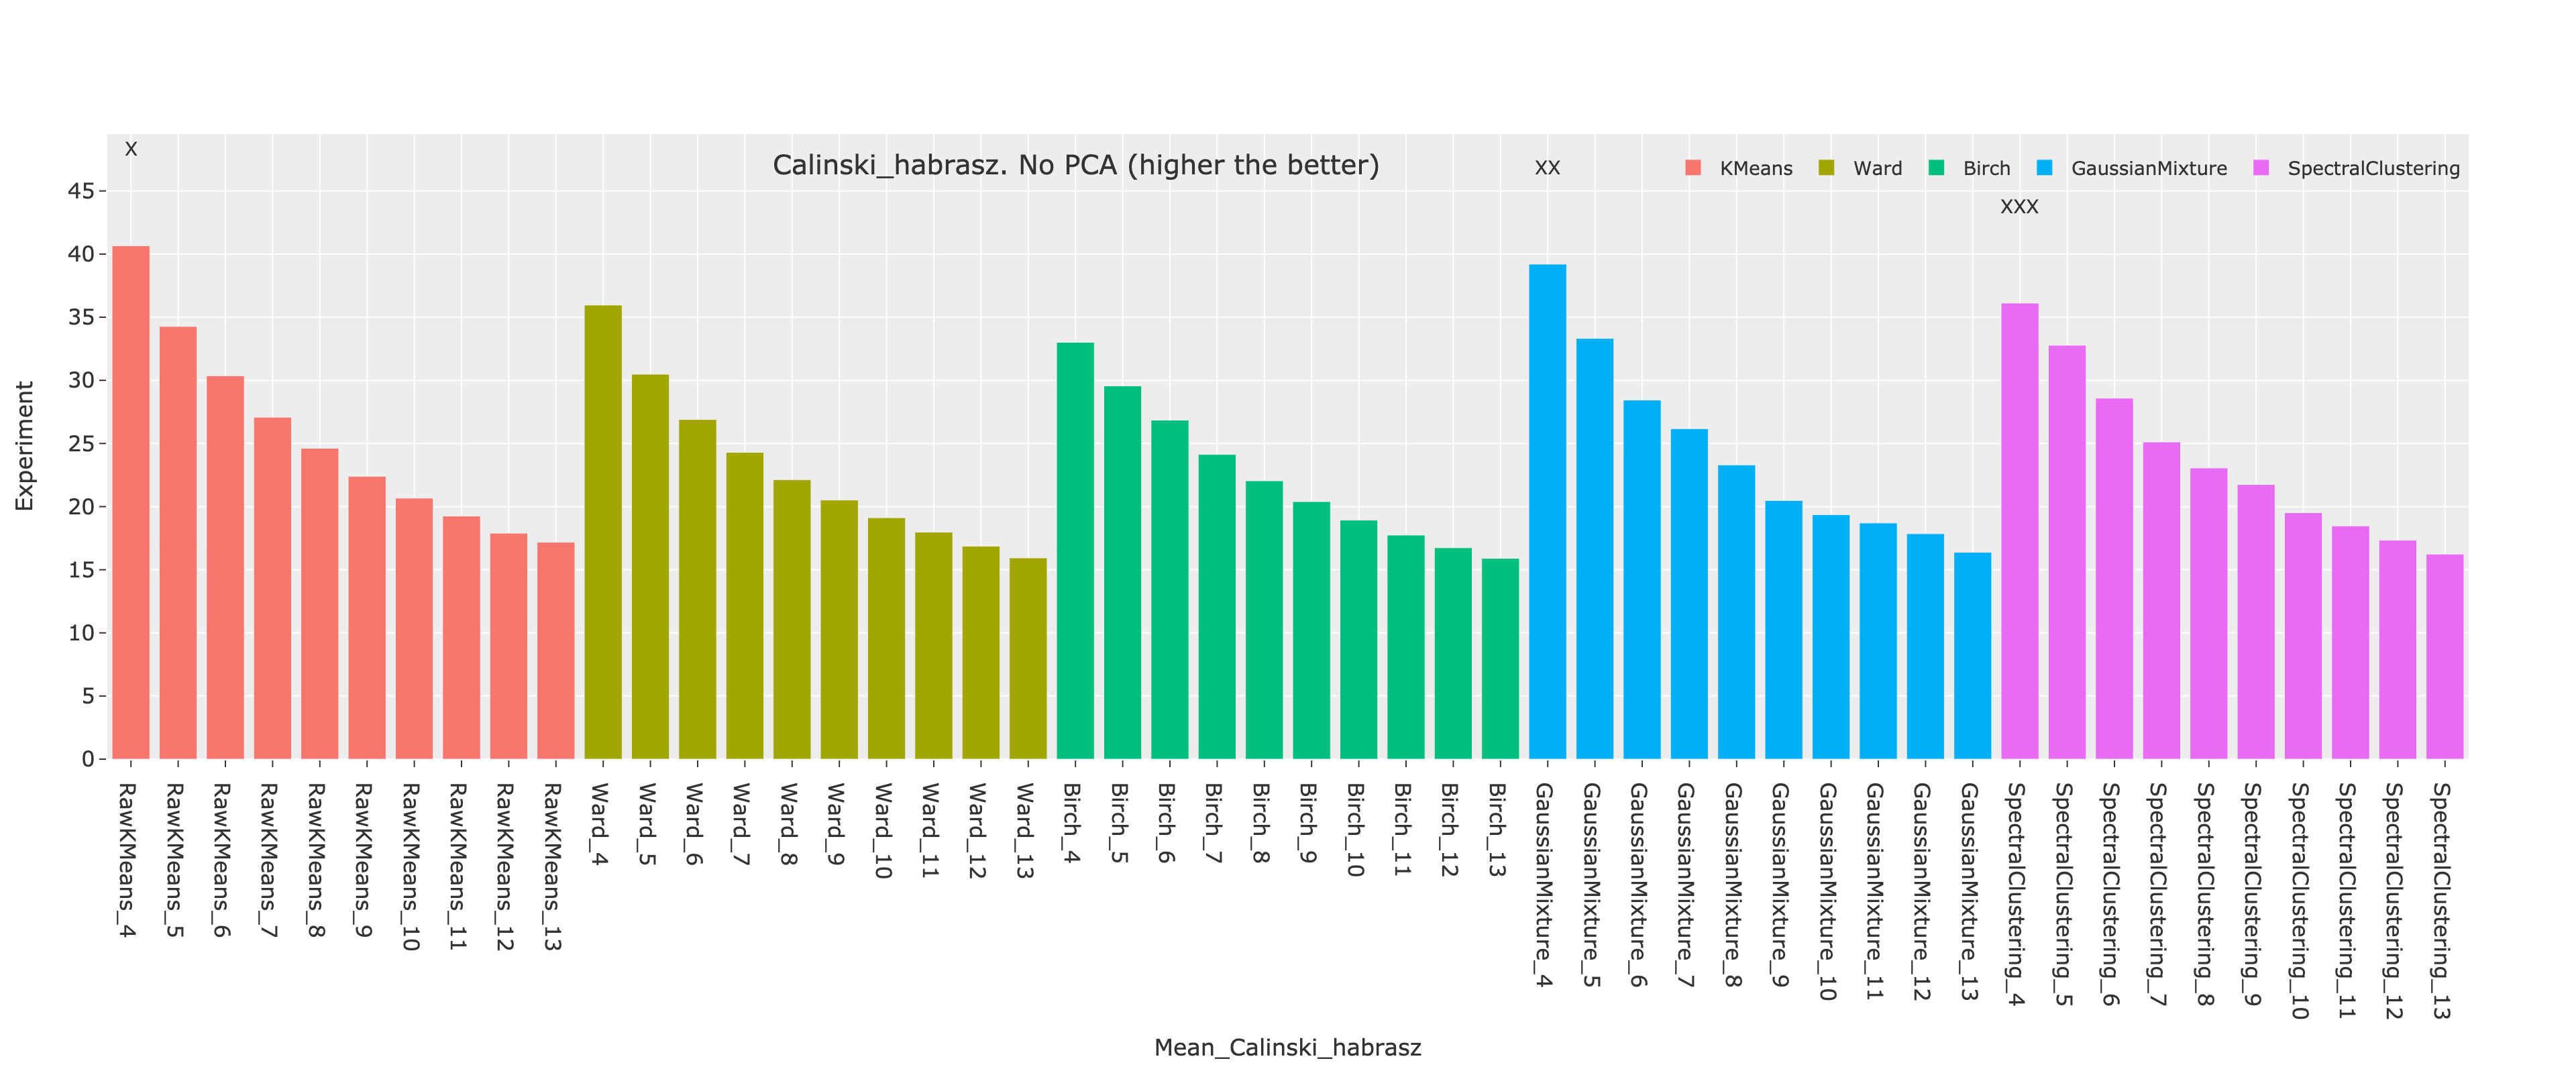 X
Calinski_habrasz. No PCA (higher the better)
XX
KMeans
Ward
Birch
GaussianMixture
SpectralClustering
XXX
45
40
35
30
25
20
15
10
5
0
Experiment
RawKMeans_4
RawKMeans_5
RawKMeans_6
RawKMeans_7
RawKMeans_8
RawKMeans_9
RawKMeans_10
RawKMeans_11
RawKMeans_12
RawKMeans_13
Ward_4
Ward_5
Ward_6
Ward_7
Ward_8
Ward_9
Ward_10
Ward_11
Ward_12
Ward_13
Birch_4
Birch_5
Birch_6
Birch_7
Birch_8
Birch_9
Birch_10
Birch_11
Birch_12
Birch_13
GaussianMixture_4
GaussianMixture_5
GaussianMixture_6
GaussianMixture_7
GaussianMixture_8
GaussianMixture_9
GaussianMixture_10
GaussianMixture_11
GaussianMixture_12
GaussianMixture_13
SpectralClustering_4
SpectralClustering_5
SpectralClustering_6
SpectralClustering_7
SpectralClustering_8
SpectralClustering_9
SpectralClustering_10
SpectralClustering_11
SpectralClustering_12
SpectralClustering_13
Mean_Calinski_habrasz